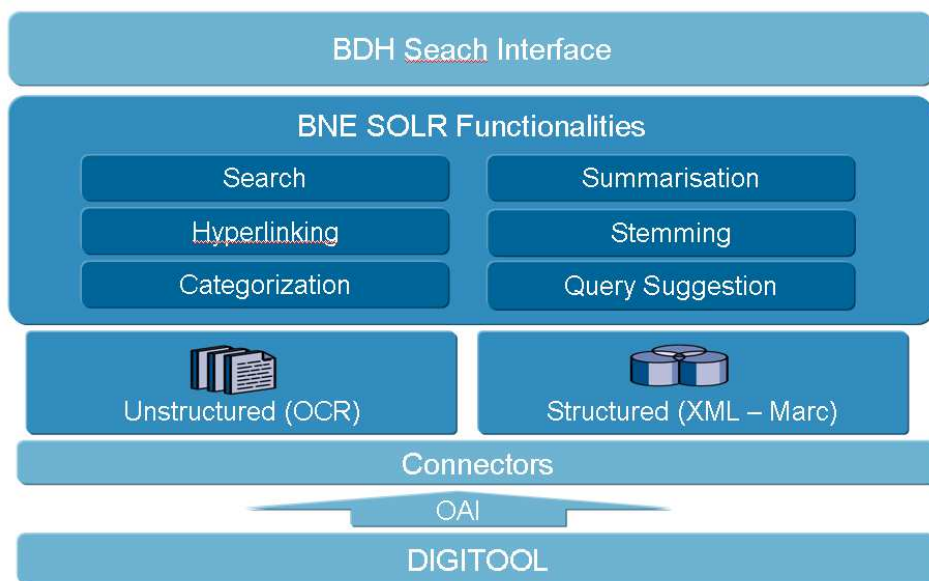 BDH Seach Interface
BNE SOLR Functionalities
Search
Summarisation
Hyperlinking
Stemming
Categorization
Query Suggestion
Unstructured (OCR)
Structured (XML – Marc)
Connectors
OAI
DIGITOOL